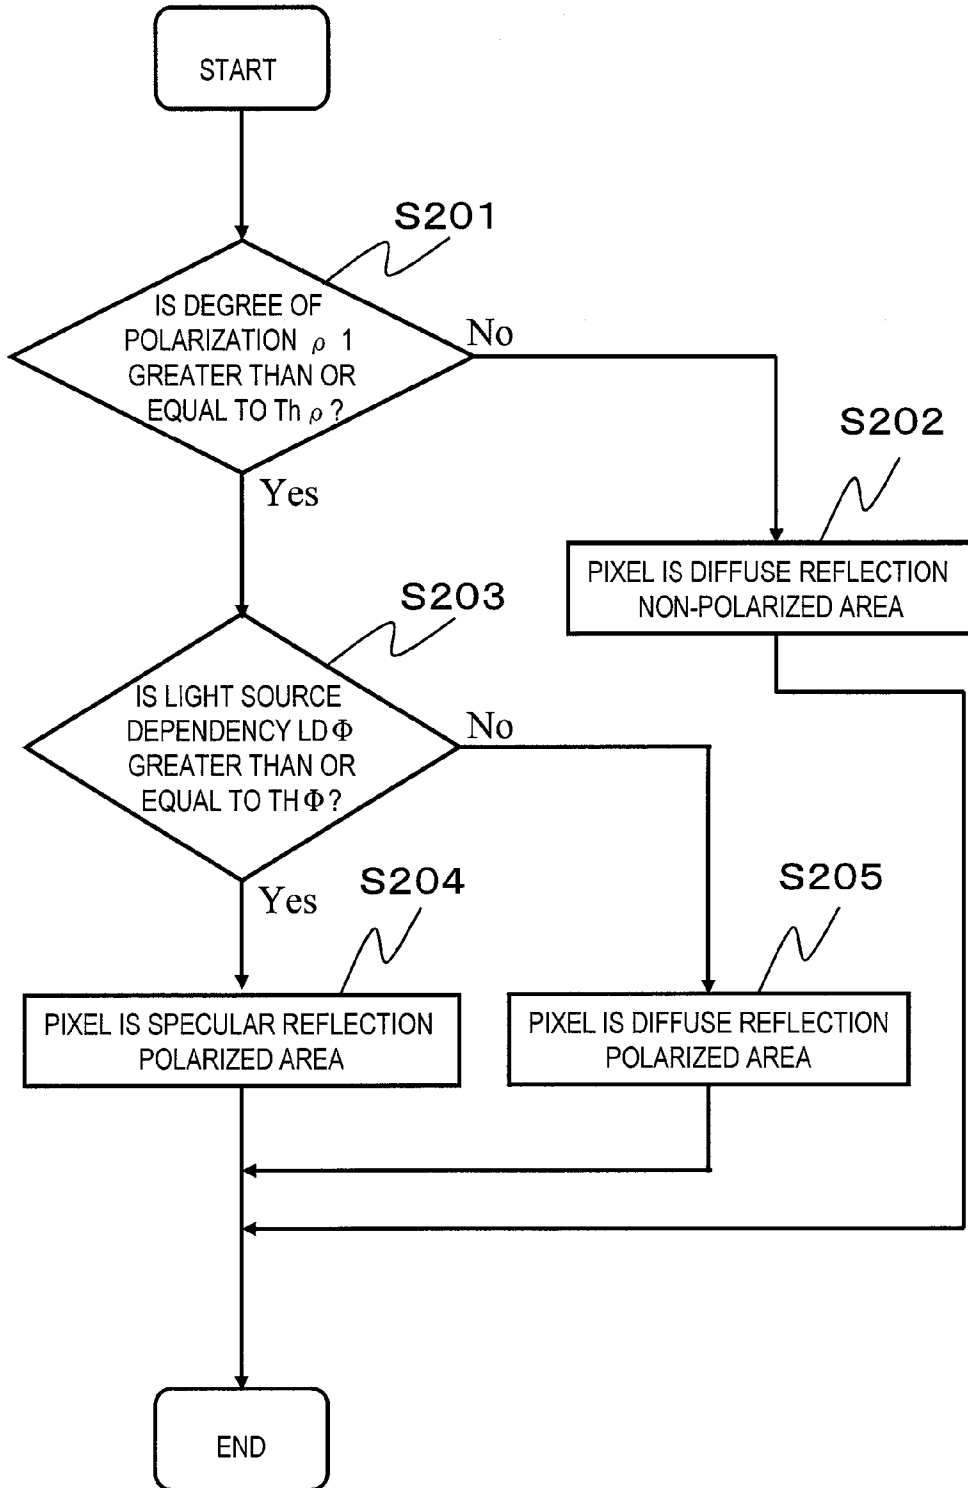 START
S201
IS DEGREE OF
POLARIZATION ρ 1
GREATER THAN OR
EQUAL TO Th ρ ?
No
Yes
S202
PIXEL IS DIFFUSE REFLECTION
NON-POLARIZED AREA
S203
IS LIGHT SOURCE
DEPENDENCY LDΦ
GREATER THAN OR
EQUAL TO THΦ?
No
Yes
S204
PIXEL IS SPECULAR REFLECTION
POLARIZED AREA
S205
PIXEL IS DIFFUSE REFLECTION
POLARIZED AREA
END